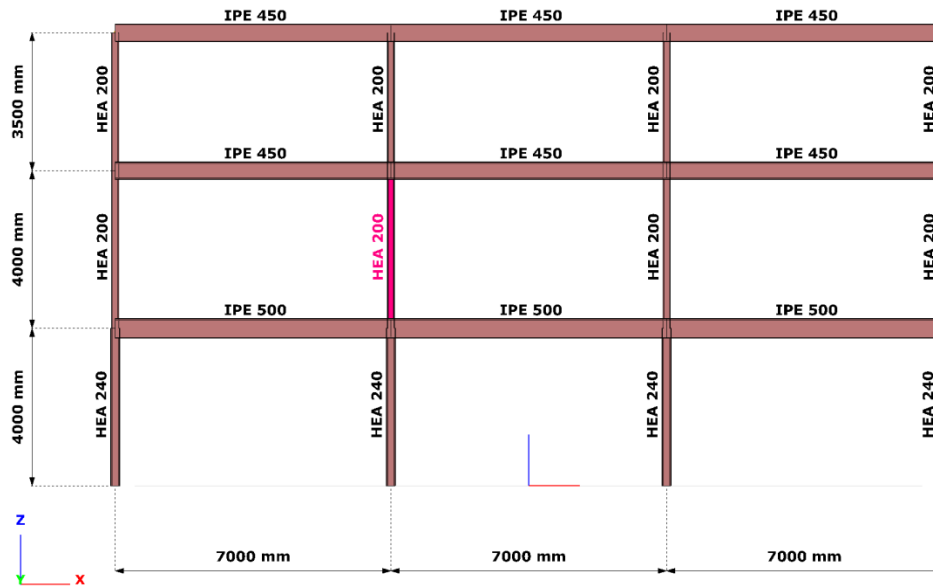 IPE 450 IPE 450 IPE 450
3500 mm HEA 200 HEA 200 HEA 200 HEA 200
IPE 450 IPE 450 IPE 450
4000 mm HEA 200 HEA 200 HEA 200 HEA 200
IPE 500 IPE 500 IPE 500
4000 mm HEA 240 HEA 240 HEA 240 HEA 240
Z
Y X
7000 mm 7000 mm 7000 mm